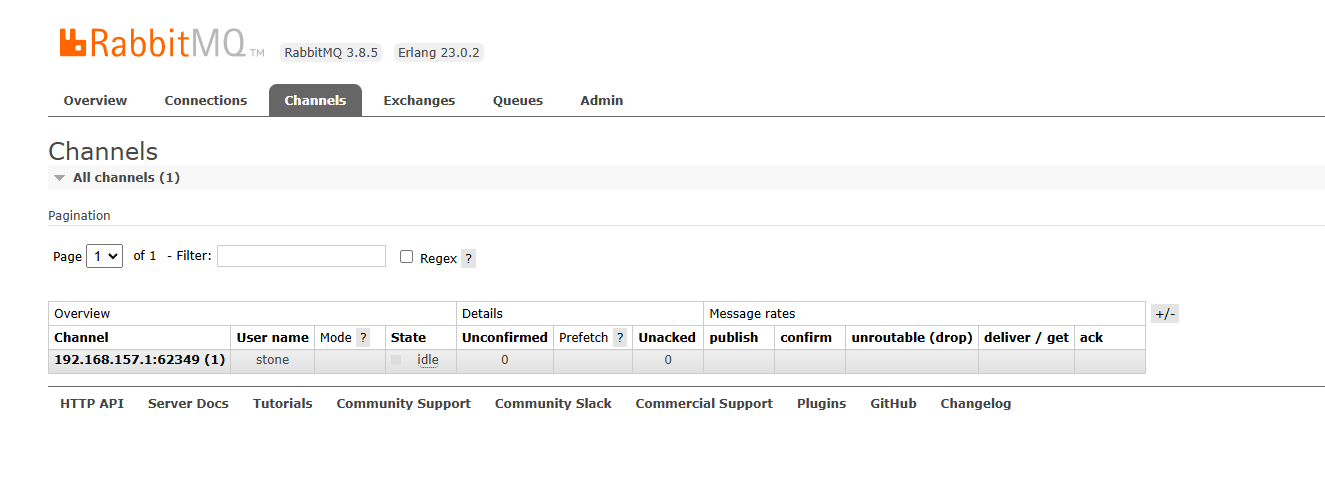 RabbitMQ TM RabbitMQ 3.8.5 Erlang 23.0.2
Overview Connections Channels Exchanges Queues Admin
Channels
All channels (1)
Pagination
Page 1 of 1 - Filter: Regex ?
Overview Details Message rates +/-
Channel User name Mode ? State Unconfirmed Prefetch ? Unacked publish confirm unroutable (drop) deliver / get ack
192.168.157.1:62349 (1) stone idle 0 0
HTTP API Server Docs Tutorials Community Support Community Slack Commercial Support Plugins GitHub Changelog